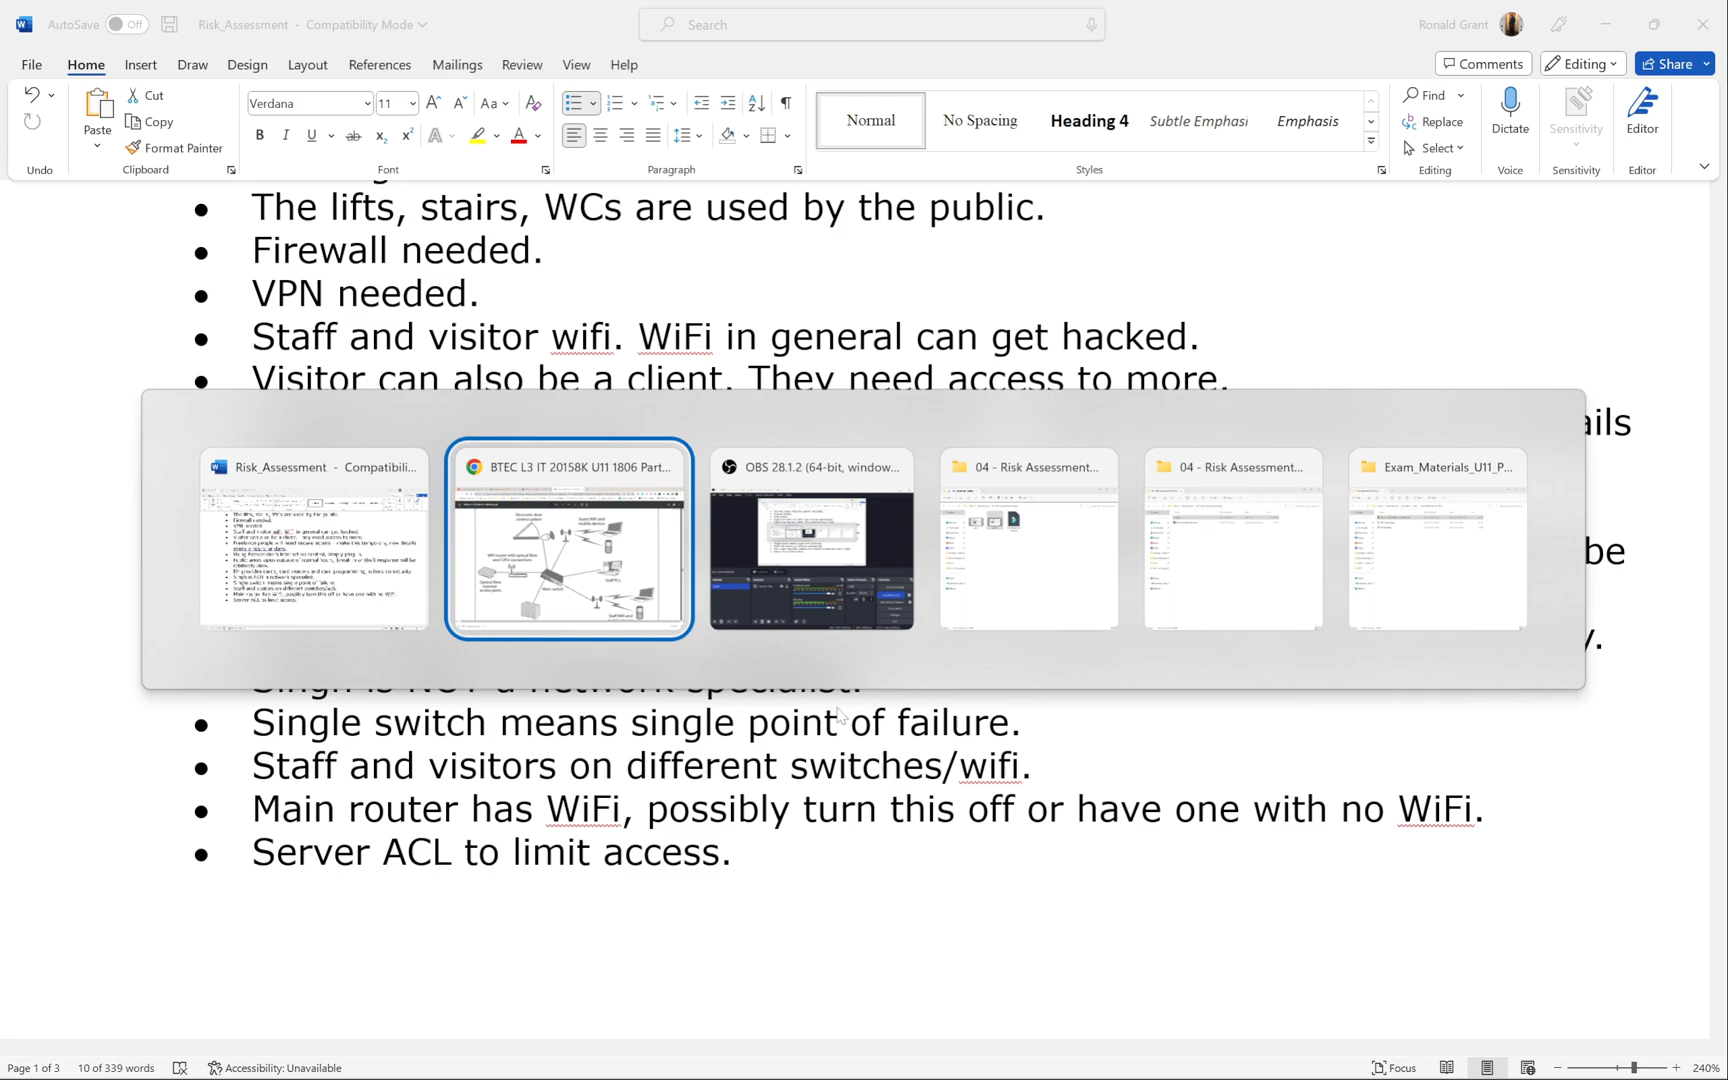 AutoSave Off Risk_Assessment - Compatibility Mode Search Ronald Grant
File Home Insert Draw Design Layout References Mailings Review View Help Comments Editing Share
Paste Cut Copy Format Painter
Verdana 11 Aa
Normal No Spacing Heading 4 Subtle Emphasi Emphasis
Find Replace Select Dictate Sensitivity Editor
Undo Clipboard Font Paragraph Styles Editing Voice Sensitivity Editor
The lifts, stairs, WCs are used by the public.
Firewall needed.
VPN needed.
Staff and visitor wifi. WiFi in general can get hacked.
Visitor can also be a client. They need access to more.
ails
Risk_Assessment - Compatibili...
BTEC L3 IT 20158K U11 1806 Part...
OBS 28.1.2 (64-bit, window...
04 - Risk Assessment...
04 - Risk Assessment...
Exam_Materials_U11_P...
be
y.
Singh is NOT a network specialist.
Single switch means single point of failure.
Staff and visitors on different switches/wifi.
Main router has WiFi, possibly turn this off or have one with no WiFi.
Server ACL to limit access.
Page 1 of 3 10 of 339 words Accessibility: Unavailable Focus 240%